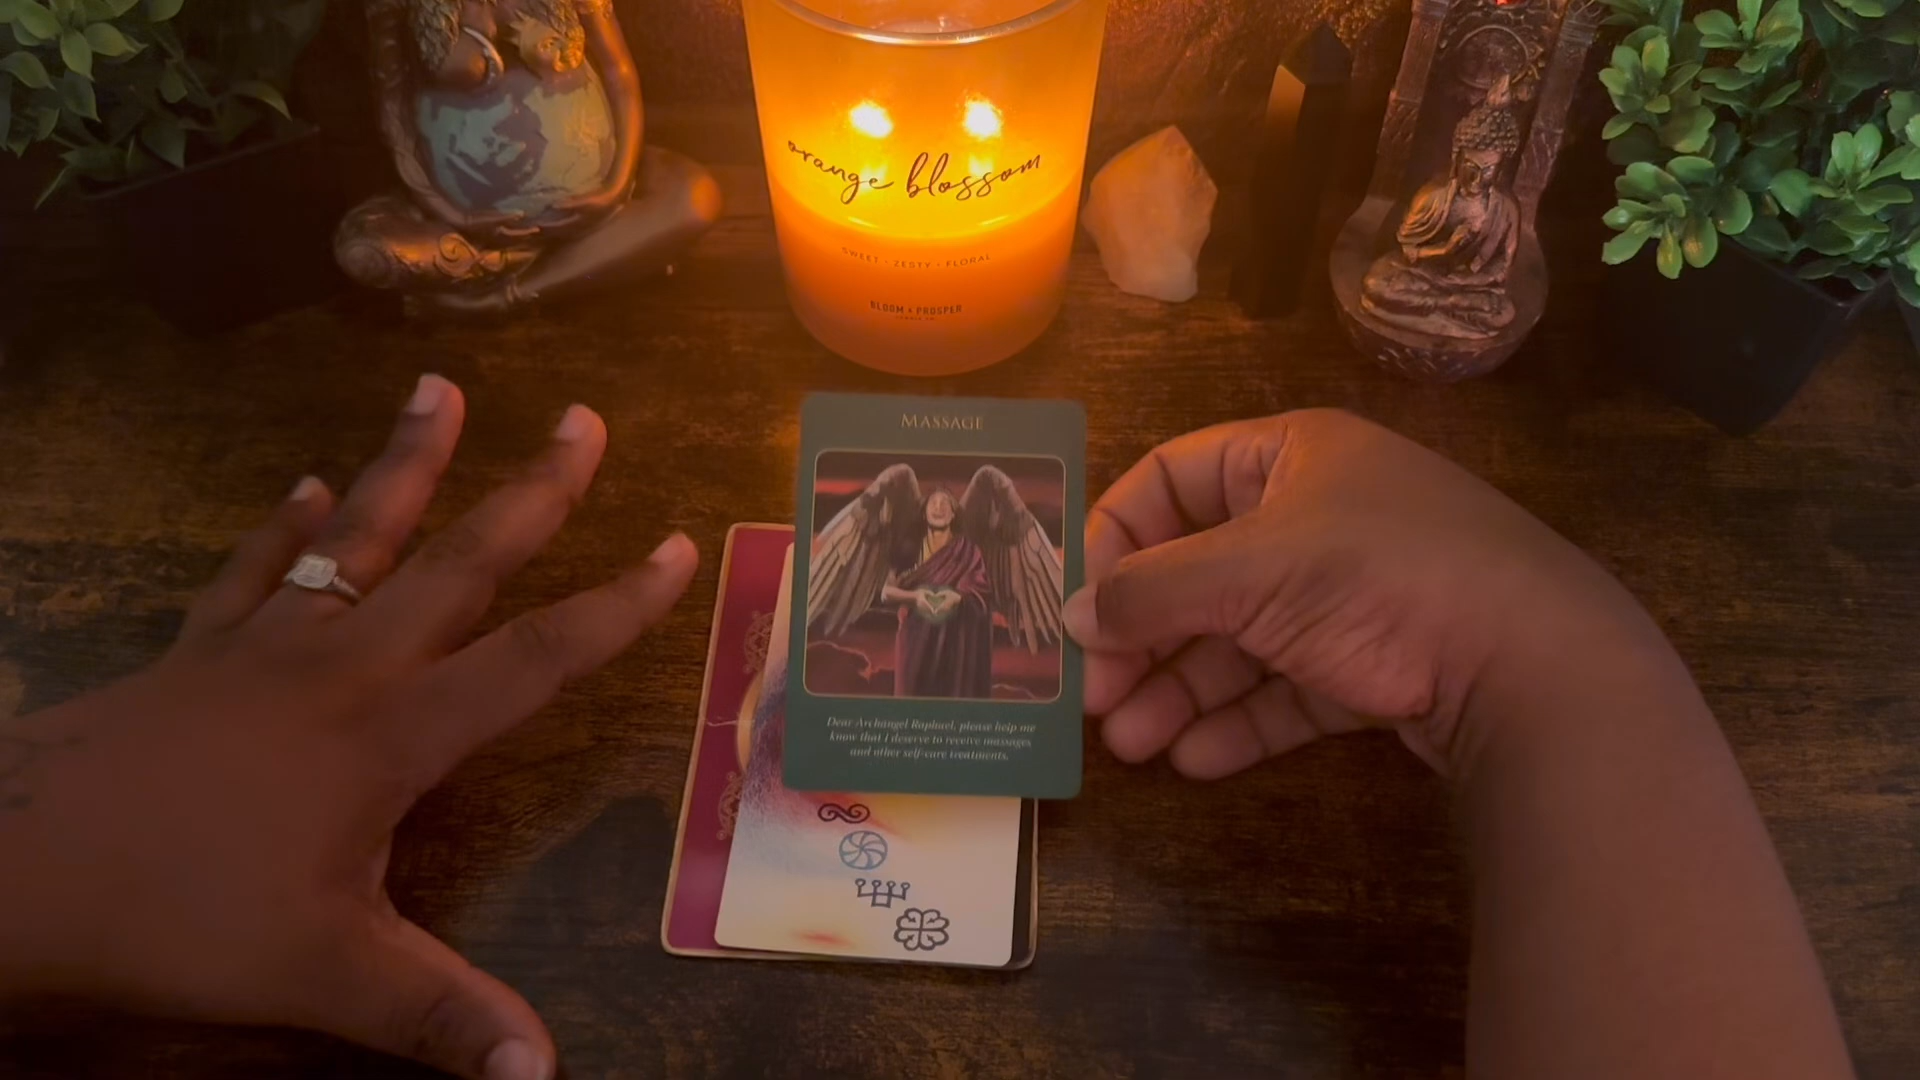 orange blossom
SWEET - ZESTY - FLORAL
BLOOM & PROSPER
MASSAGE
Dear Archangel Raphael, please help me
know that I deserve to receive massages
and other self-care treatments.